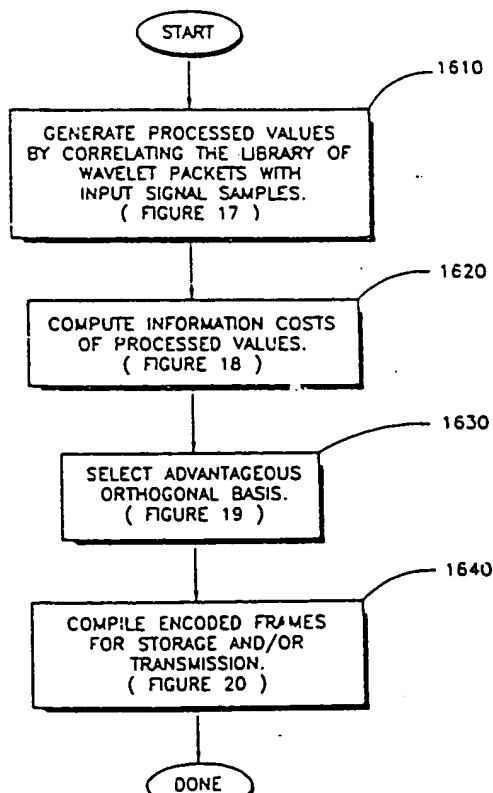 START
1610
GENERATE PROCESSED VALUES
BY CORRELATING THE LIBRARY OF
WAVELET PACKETS WITH
INPUT SIGNAL SAMPLES.
( FIGURE 17 )
1620
COMPUTE INFORMATION COSTS
OF PROCESSED VALUES.
( FIGURE 18 )
1630
SELECT ADVANTAGEOUS
ORTHOGONAL BASIS.
( FIGURE 19 )
1640
COMPILE ENCODED FRAMES
FOR STORAGE AND/OR
TRANSMISSION.
( FIGURE 20 )
DONE